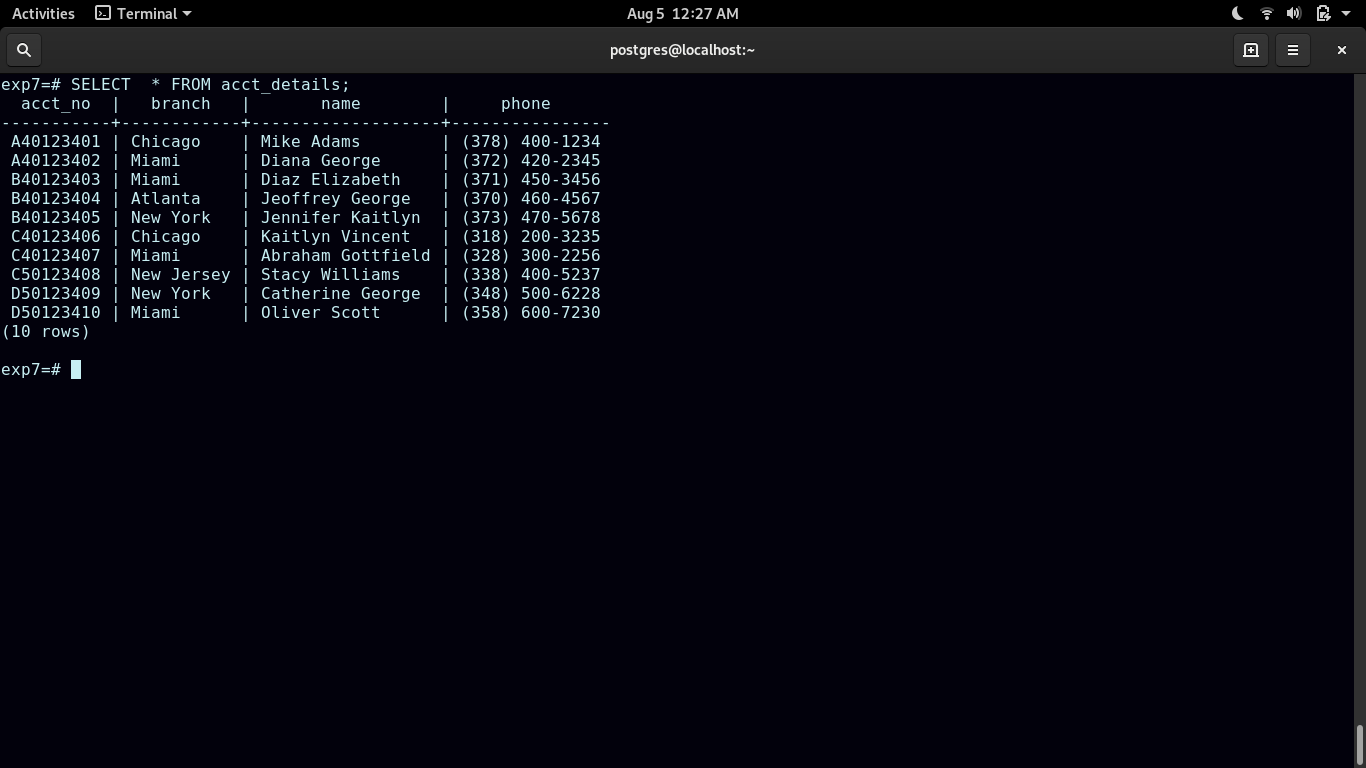 Activities Terminal Aug 5 12:27 AM
postgres@localhost:~
exp7=# SELECT  * FROM acct_details;
  acct_no  |   branch   |       name        |     phone
-----------+------------+-------------------+----------------
 A40123401 | Chicago    | Mike Adams        | (378) 400-1234
 A40123402 | Miami      | Diana George      | (372) 420-2345
 B40123403 | Miami      | Diaz Elizabeth    | (371) 450-3456
 B40123404 | Atlanta    | Jeoffrey George   | (370) 460-4567
 B40123405 | New York   | Jennifer Kaitlyn  | (373) 470-5678
 C40123406 | Chicago    | Kaitlyn Vincent   | (318) 200-3235
 C40123407 | Miami      | Abraham Gottfield | (328) 300-2256
 C50123408 | New Jersey | Stacy Williams    | (338) 400-5237
 D50123409 | New York   | Catherine George  | (348) 500-6228
 D50123410 | Miami      | Oliver Scott      | (358) 600-7230
(10 rows)
exp7=#